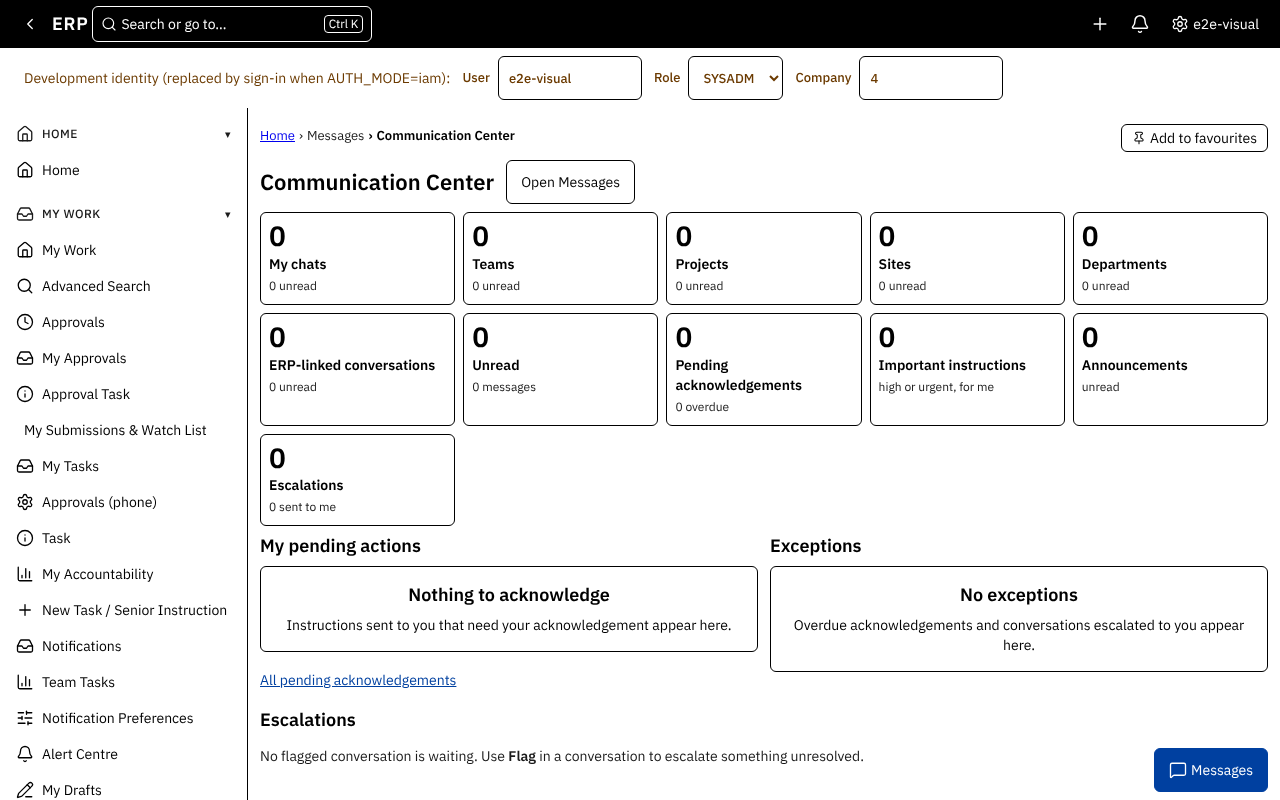 ERP
Search or go to...
Ctrl K
e2e-visual
Development identity (replaced by sign-in when AUTH_MODE=iam):
User
e2e-visual
Role
SYSADM
Company
4
HOME
Home
MY WORK
My Work
Advanced Search
Approvals
My Approvals
Approval Task
My Submissions & Watch List
My Tasks
Approvals (phone)
Task
My Accountability
New Task / Senior Instruction
Notifications
Team Tasks
Notification Preferences
Alert Centre
My Drafts
Home › Messages › Communication Center
Add to favourites
Communication Center
Open Messages
0
My chats
0 unread
0
Teams
0 unread
0
Projects
0 unread
0
Sites
0 unread
0
Departments
0 unread
0
ERP-linked conversations
0 unread
0
Unread
0 messages
0
Pending
acknowledgements
0 overdue
0
Important instructions
high or urgent, for me
0
Announcements
unread
0
Escalations
0 sent to me
My pending actions
Nothing to acknowledge
Instructions sent to you that need your acknowledgement appear here.
All pending acknowledgements
Exceptions
No exceptions
Overdue acknowledgements and conversations escalated to you appear
here.
Escalations
No flagged conversation is waiting. Use Flag in a conversation to escalate something unresolved.
Messages